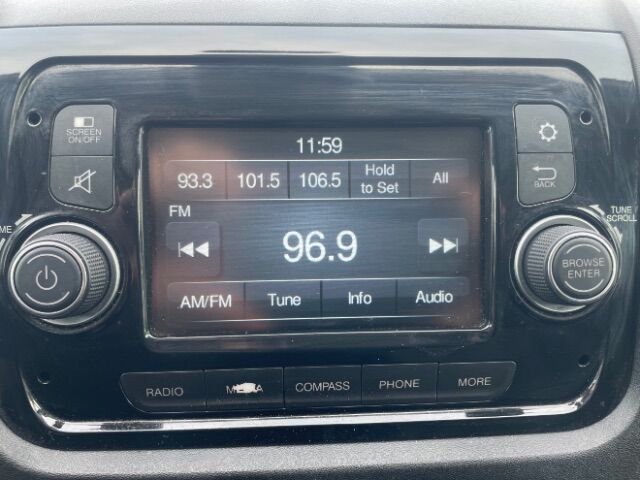 11:59
SCREEN
ON/OFF
93.3 101.5 106.5 Hold to Set All
FM
BACK
TUNE
SCROLL
96.9
BROWSE
ENTER
AM/FM Tune Info Audio
RADIO COMPASS PHONE MORE